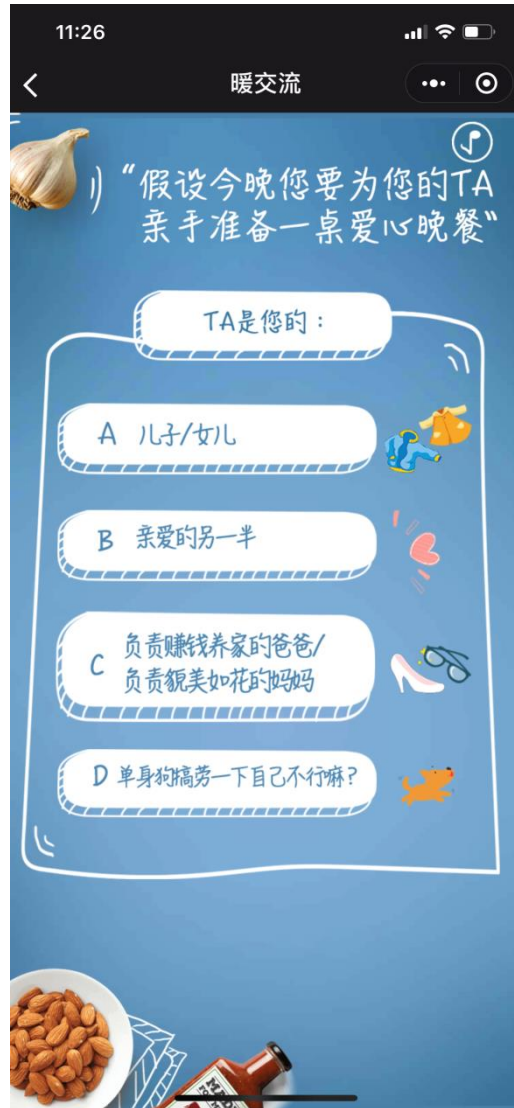 11:26
暖交流
“假设今晚您要为您的TA
亲手准备一桌爱心晚餐”
TA是您的：
A 儿子/女儿
B 亲爱的另一半
C 负责赚钱养家的爸爸/
负责貌美如花的妈妈
D 单身狗犒劳一下自己不行嘛?